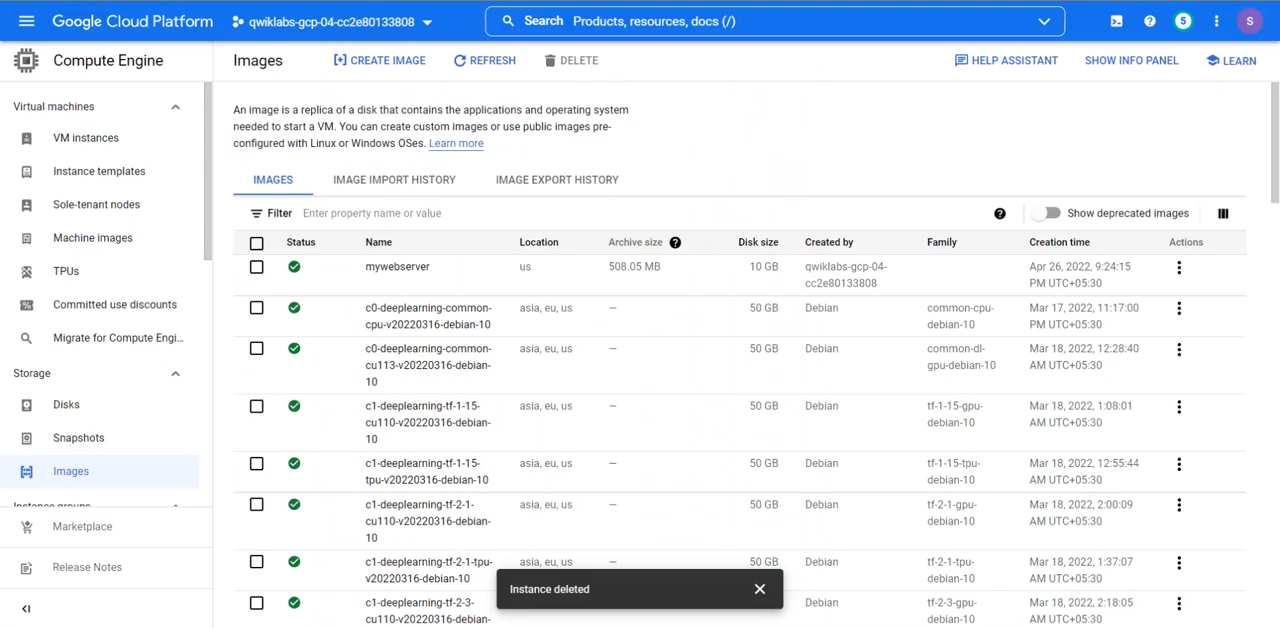 Google Cloud Platform
qwiklabs-gcp-04-cc2e80133808
Search Products, resources, docs (/)
5
S
Compute Engine
Images
CREATE IMAGE
REFRESH
DELETE
HELP ASSISTANT
SHOW INFO PANEL
LEARN
Virtual machines
VM instances
Instance templates
Sole-tenant nodes
Machine images
TPUs
Committed use discounts
Migrate for Compute Engi...
Storage
Disks
Snapshots
Images
Instance groups
Marketplace
Release Notes
An image is a replica of a disk that contains the applications and operating system
needed to start a VM. You can create custom images or use public images pre-
configured with Linux or Windows OSes. Learn more
IMAGES
IMAGE IMPORT HISTORY
IMAGE EXPORT HISTORY
Filter Enter property name or value
Show deprecated images
Status Name Location Archive size Disk size Created by Family Creation time Actions
mywebserver us 508.05 MB 10 GB qwiklabs-gcp-04- Apr 26, 2022, 9:24:15
cc2e80133808 PM UTC+05:30
c0-deeplearning-common- asia, eu, us — 50 GB Debian common-cpu- Mar 17, 2022, 11:17:00
cpu-v20220316-debian-10 debian-10 PM UTC+05:30
c0-deeplearning-common- asia, eu, us — 50 GB Debian common-dl- Mar 18, 2022, 12:28:40
cu113-v20220316-debian- gpu-debian-10 AM UTC+05:30
10
c1-deeplearning-tf-1-15- asia, eu, us — 50 GB Debian tf-1-15-gpu- Mar 18, 2022, 1:08:01
cu110-v20220316-debian- debian-10 AM UTC+05:30
10
c1-deeplearning-tf-1-15- asia, eu, us — 50 GB Debian tf-1-15-tpu- Mar 18, 2022, 12:55:44
tpu-v20220316-debian-10 debian-10 AM UTC+05:30
c1-deeplearning-tf-2-1- asia, eu, us — 50 GB Debian tf-2-1-gpu- Mar 18, 2022, 2:00:09
cu110-v20220316-debian- debian-10 AM UTC+05:30
10
c1-deeplearning-tf-2-1-tpu- asia, eu, us — 50 GB Debian tf-2-1-tpu- Mar 18, 2022, 1:37:07
v20220316-debian-10 debian-10 AM UTC+05:30
c1-deeplearning-tf-2-3- Debian tf-2-3-gpu- Mar 18, 2022, 2:18:05
cu110-v20220316-debian- debian-10 AM UTC+05:30
Instance deleted